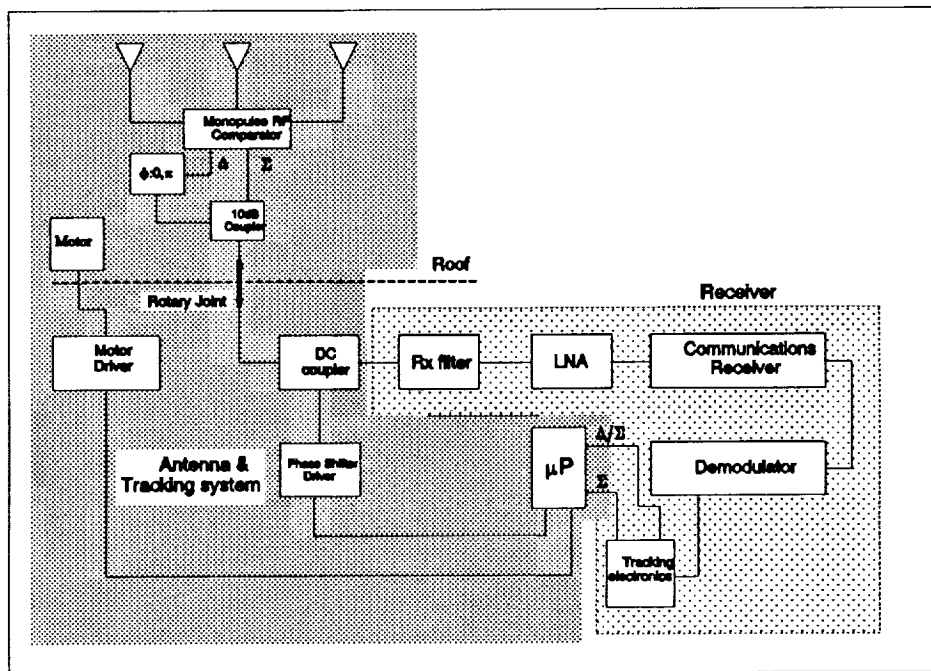 Monopulse RF
Comparator
ϕ:0,π
Δ
Σ
10dB
Coupler
Motor
Roof
Rotary Joint
Receiver
Motor
Driver
DC
coupler
Rx filter
LNA
Communications
Receiver
Antenna &
Tracking system
Phase Shifter
Driver
μP
Δ/Σ
Σ
Demodulator
Tracking
electronics